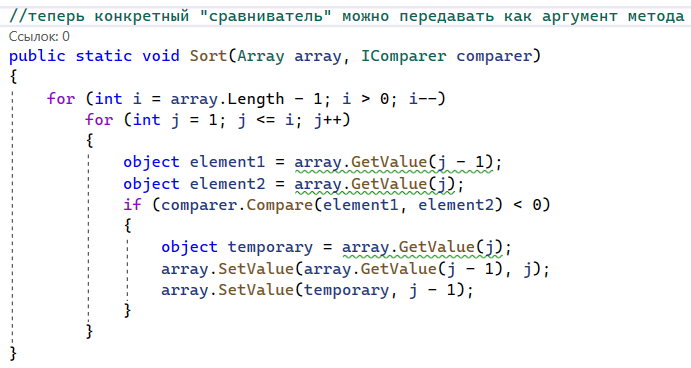 //теперь конкретный "сравниватель" можно передавать как аргумент метода
Ссылок: 0
public static void Sort(Array array, IComparer comparer)
{
    for (int i = array.Length - 1; i > 0; i--)
        for (int j = 1; j <= i; j++)
        {
            object element1 = array.GetValue(j - 1);
            object element2 = array.GetValue(j);
            if (comparer.Compare(element1, element2) < 0)
            {
                object temporary = array.GetValue(j);
                array.SetValue(array.GetValue(j - 1), j);
                array.SetValue(temporary, j - 1);
            }
        }
}